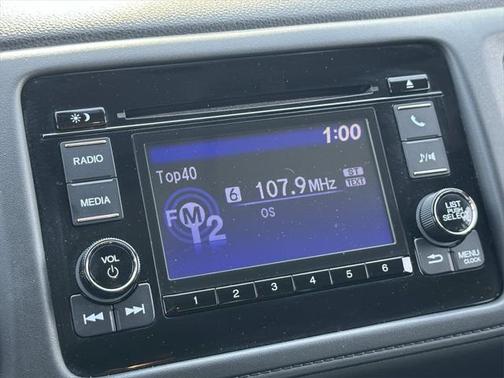 1:00
RADIO
Top40
ST
6 107.9MHz TEXT
MEDIA
FM2
OS
LIST
PUSH
SELECT
VOL
MENU
CLOCK
1 2 3 4 5 6